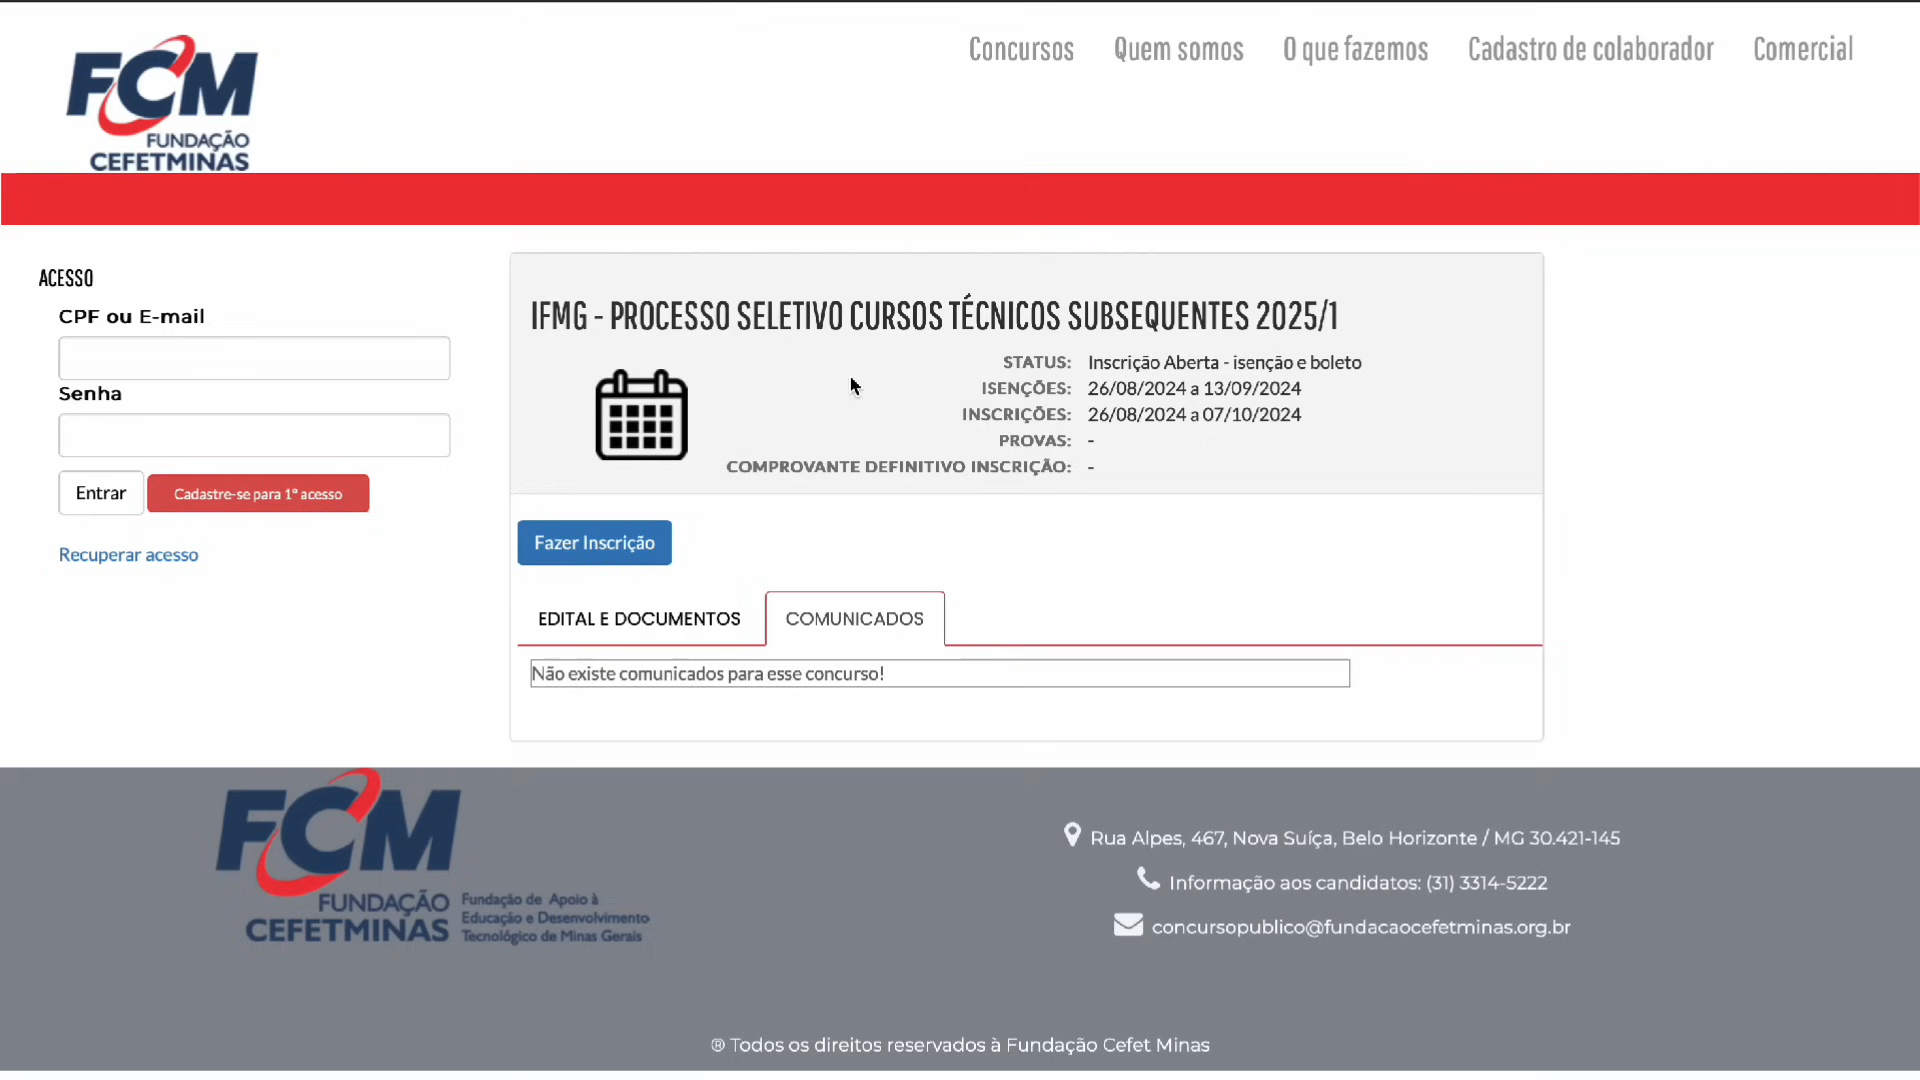 FCM
FUNDAÇÃO
CEFETMINAS
Concursos Quem somos O que fazemos Cadastro de colaborador Comercial
ACESSO
CPF ou E-mail
Senha
Entrar Cadastre-se para 1º acesso
Recuperar acesso
IFMG - PROCESSO SELETIVO CURSOS TÉCNICOS SUBSEQUENTES 2025/1
STATUS: Inscrição Aberta - isenção e boleto
ISENÇÕES: 26/08/2024 a 13/09/2024
INSCRIÇÕES: 26/08/2024 a 07/10/2024
PROVAS: -
COMPROVANTE DEFINITIVO INSCRIÇÃO: -
Fazer Inscrição
EDITAL E DOCUMENTOS COMUNICADOS
Não existe comunicados para esse concurso!
FCM
FUNDAÇÃO
CEFETMINAS
Fundação de Apoio à
Educação e Desenvolvimento
Tecnológico de Minas Gerais
Rua Alpes, 467, Nova Suíça, Belo Horizonte / MG 30.421-145
Informação aos candidatos: (31) 3314-5222
concursopublico@fundacaocefetminas.org.br
® Todos os direitos reservados à Fundação Cefet Minas